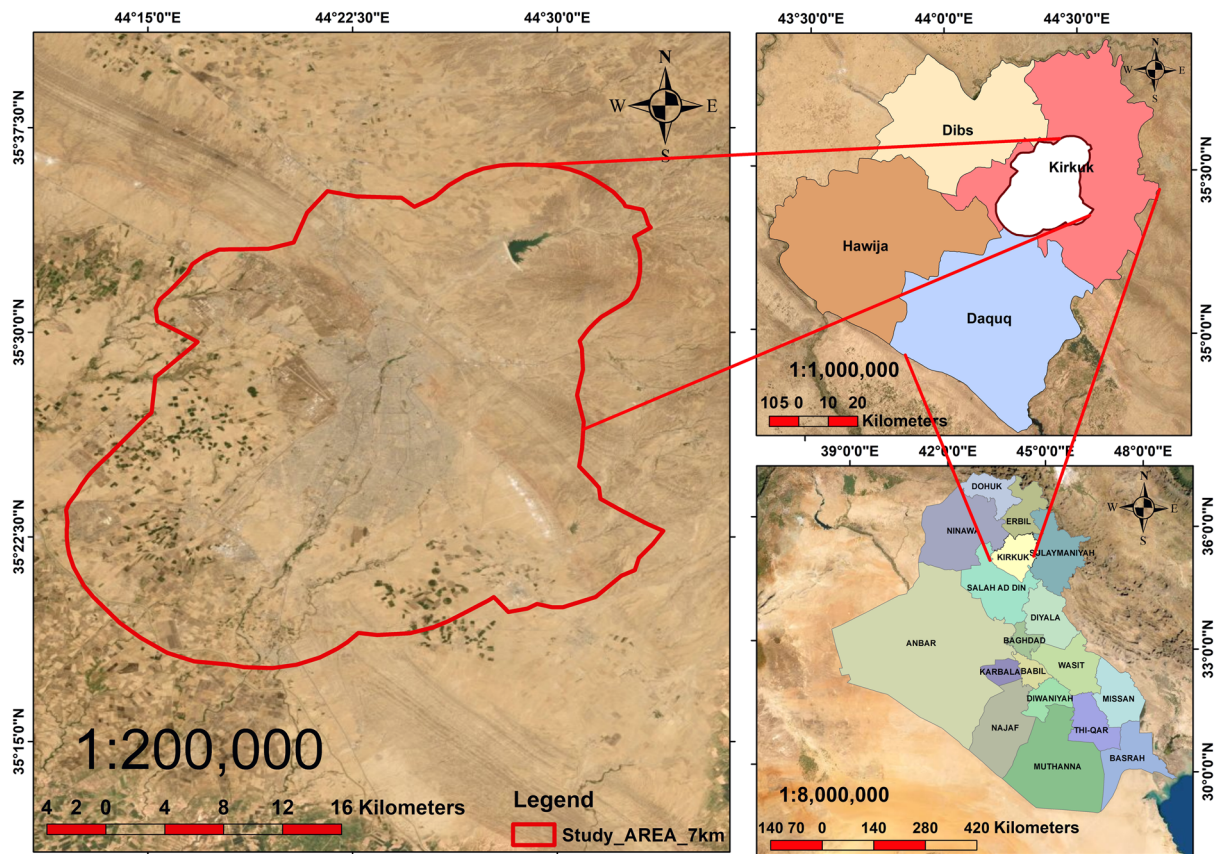 44°15'0"E 44°22'30"E 44°30'0"E
35°37'30"N
35°30'0"N
35°22'30"N
35°15'0"N
N
W E
S
1:200,000
4 2 0 4 8 12 16 Kilometers
Legend
Study_AREA_7km
43°30'0"E 44°0'0"E 44°30'0"E
N
W E
S
35°30'0"N
35°0'0"N
Dibs
Kirkuk
Hawija
Daquq
1:1,000,000
105 0 10 20
Kilometers
39°0'0"E 42°0'0"E 45°0'0"E 48°0'0"E
N
W E
S
36°0'0"N
33°0'0"N
30°0'0"N
DOHUK
NINAWA
ERBIL
KIRKUK
SULAYMANIYAH
SALAH AD DIN
DIYALA
ANBAR
BAGHDAD
WASIT
KARBALA
BABIL
DIWANIYAH
MISSAN
NAJAF
THI-QAR
BASRAH
MUTHANNA
1:8,000,000
140 70 0 140 280 420 Kilometers